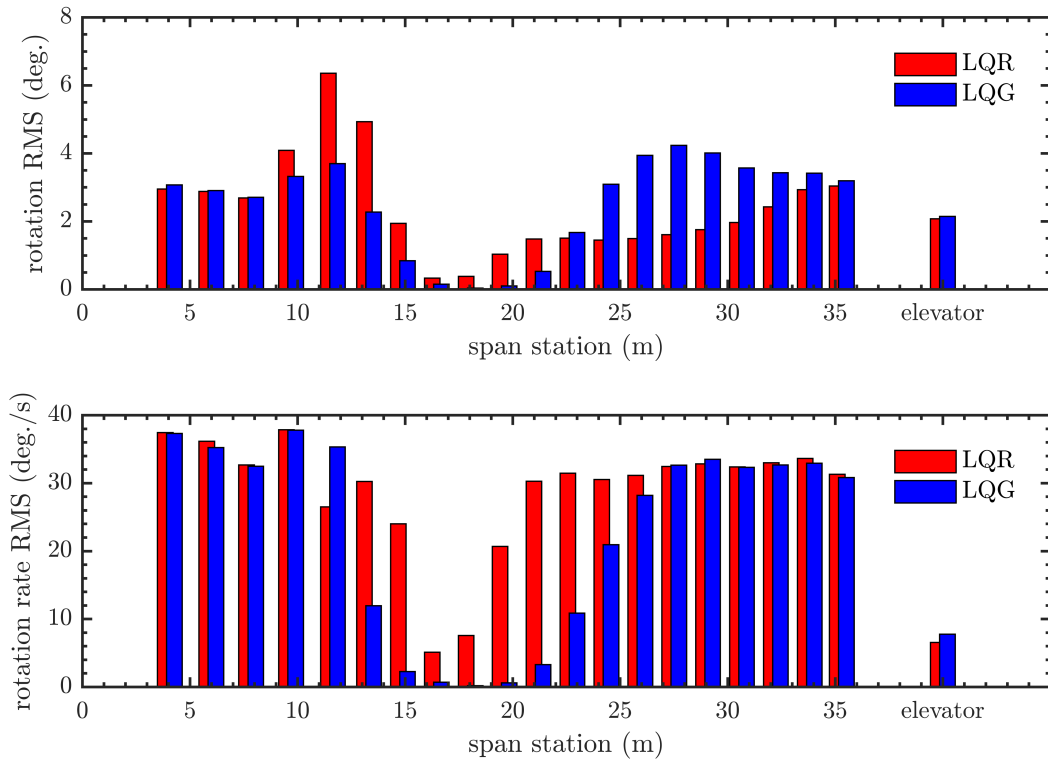 8
6
4
2
0
rotation RMS (deg.)
LQR
LQG
0 5 10 15 20 25 30 35 elevator
span station (m)
40
30
20
10
0
rotation rate RMS (deg./s)
LQR
LQG
0 5 10 15 20 25 30 35 elevator
span station (m)